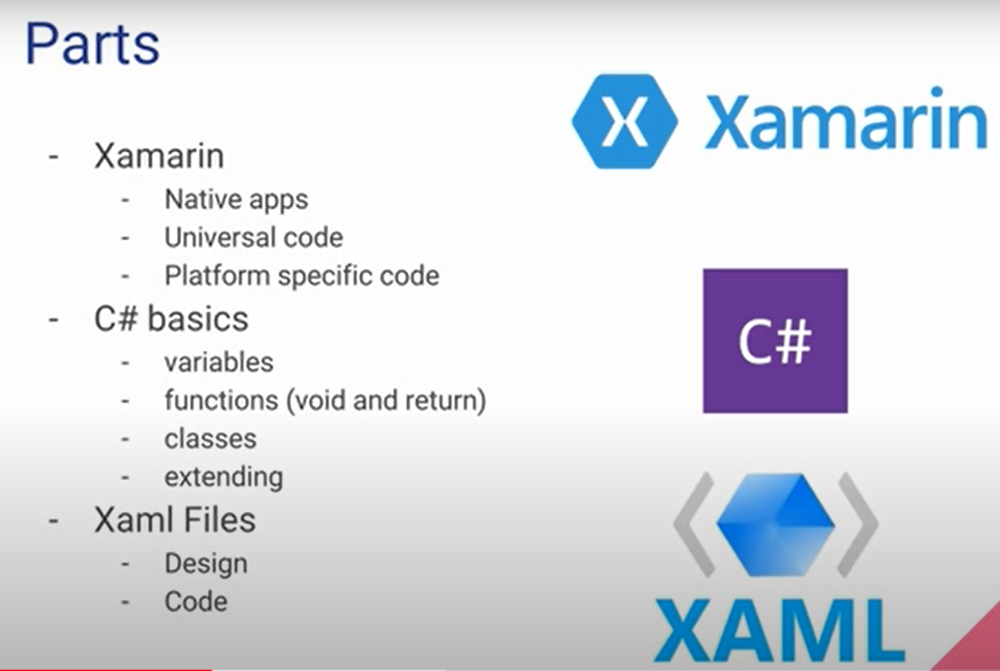 Parts
- Xamarin
- Native apps
- Universal code
- Platform specific code
- C# basics
- variables
- functions (void and return)
- classes
- extending
- Xaml Files
- Design
- Code
X Xamarin
C#
XAML